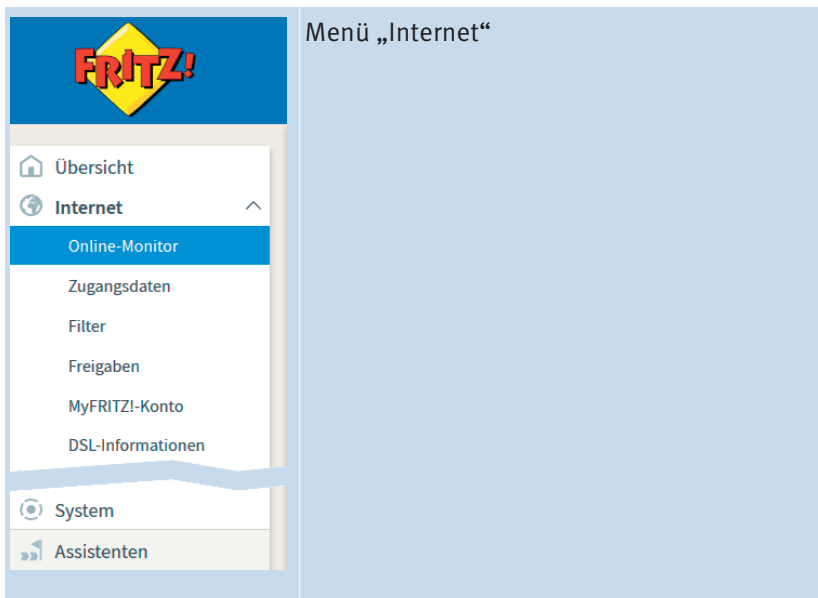 FRITZ!
Menü „Internet“
Übersicht
Internet
Online-Monitor
Zugangsdaten
Filter
Freigaben
MyFRITZ!-Konto
DSL-Informationen
System
Assistenten